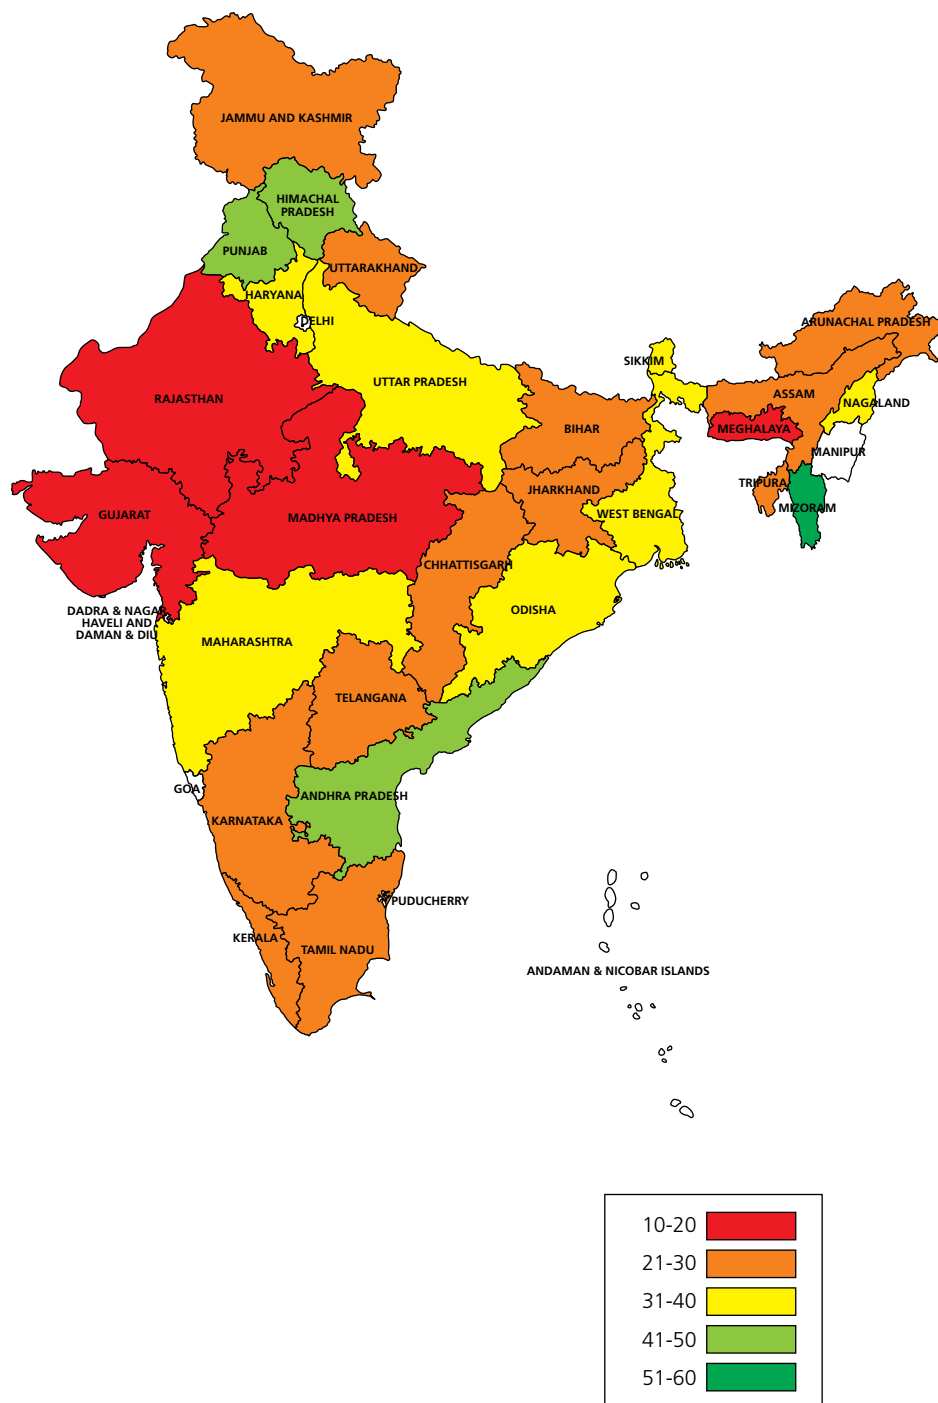 JAMMU AND KASHMIR
HIMACHAL
PRADESH
PUNJAB
UTTARAKHAND
HARYANA
DELHI
ARUNACHAL PRADESH
SIKKIM
UTTAR PRADESH
RAJASTHAN
ASSAM
NAGALAND
BIHAR
MEGHALAYA
MANIPUR
TRIPURA
JHARKHAND
MIZORAM
GUJARAT
MADHYA PRADESH
WEST BENGAL
CHHATTISGARH
DADRA & NAGAR
HAVELI AND
DAMAN & DIU
ODISHA
MAHARASHTRA
TELANGANA
GOA
ANDHRA PRADESH
KARNATAKA
PUDUCHERRY
KERALA
TAMIL NADU
ANDAMAN & NICOBAR ISLANDS
10-20
21-30
31-40
41-50
51-60